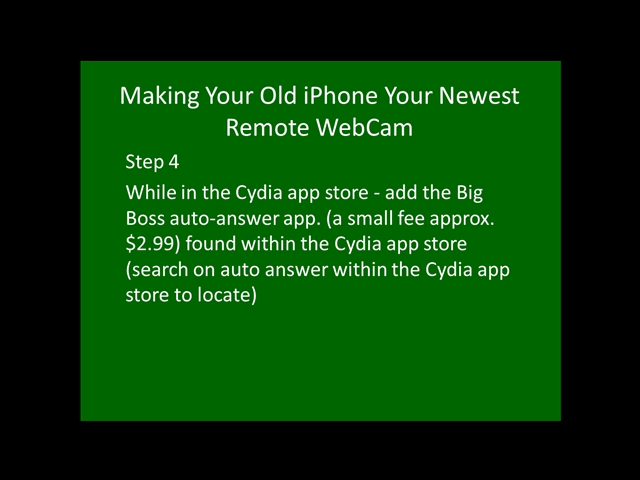 Making Your Old iPhone Your Newest
Remote WebCam
Step 4
While in the Cydia app store - add the Big
Boss auto-answer app. (a small fee approx.
$2.99) found within the Cydia app store
(search on auto answer within the Cydia app
store to locate)